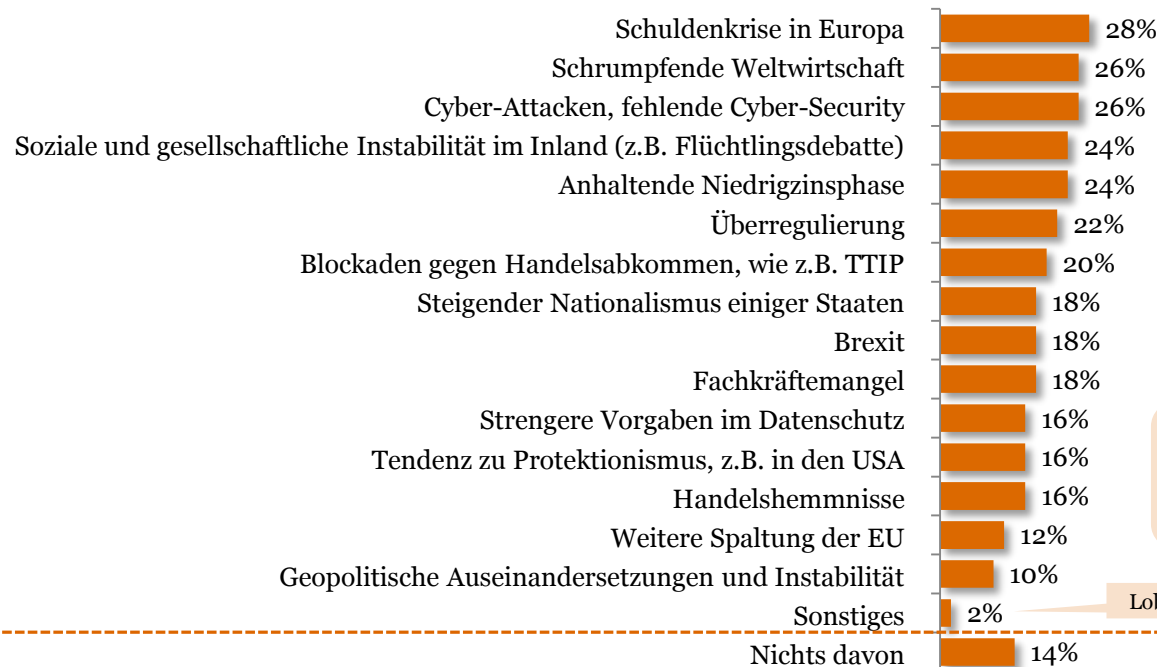 Schuldenkrise in Europa 28%
Schrumpfende Weltwirtschaft 26%
Cyber-Attacken, fehlende Cyber-Security 26%
Soziale und gesellschaftliche Instabilität im Inland (z.B. Flüchtlingsdebatte) 24%
Anhaltende Niedrigzinsphase 24%
Überregulierung 22%
Blockaden gegen Handelsabkommen, wie z.B. TTIP 20%
Steigender Nationalismus einiger Staaten 18%
Brexit 18%
Fachkräftemangel 18%
Strengere Vorgaben im Datenschutz 16%
Tendenz zu Protektionismus, z.B. in den USA 16%
Handelshemmnisse 16%
Weitere Spaltung der EU 12%
Geopolitische Auseinandersetzungen und Instabilität 10%
Sonstiges 2%
Nichts davon 14%